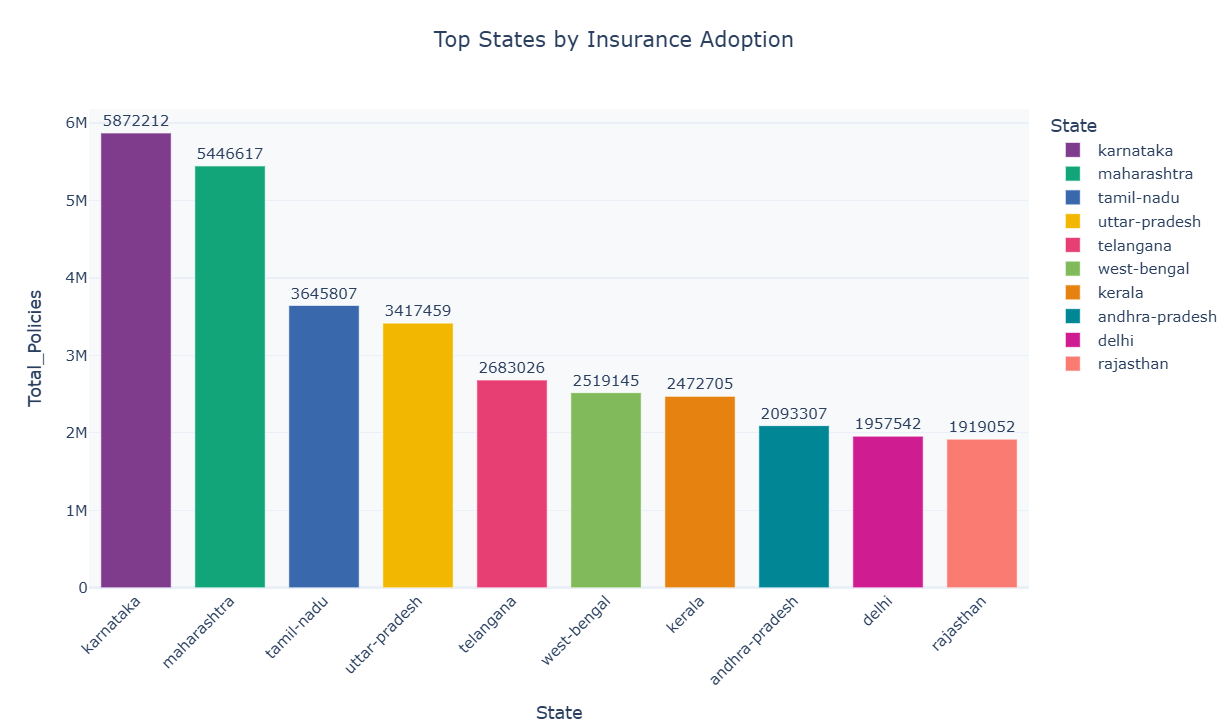 Top States by Insurance Adoption
Total_Policies
6M
5M
4M
3M
2M
1M
0
5872212
5446617
3645807
3417459
2683026
2519145
2472705
2093307
1957542
1919052
karnataka
maharashtra
tamil-nadu
uttar-pradesh
telangana
west-bengal
kerala
andhra-pradesh
delhi
rajasthan
State
State
karnataka
maharashtra
tamil-nadu
uttar-pradesh
telangana
west-bengal
kerala
andhra-pradesh
delhi
rajasthan